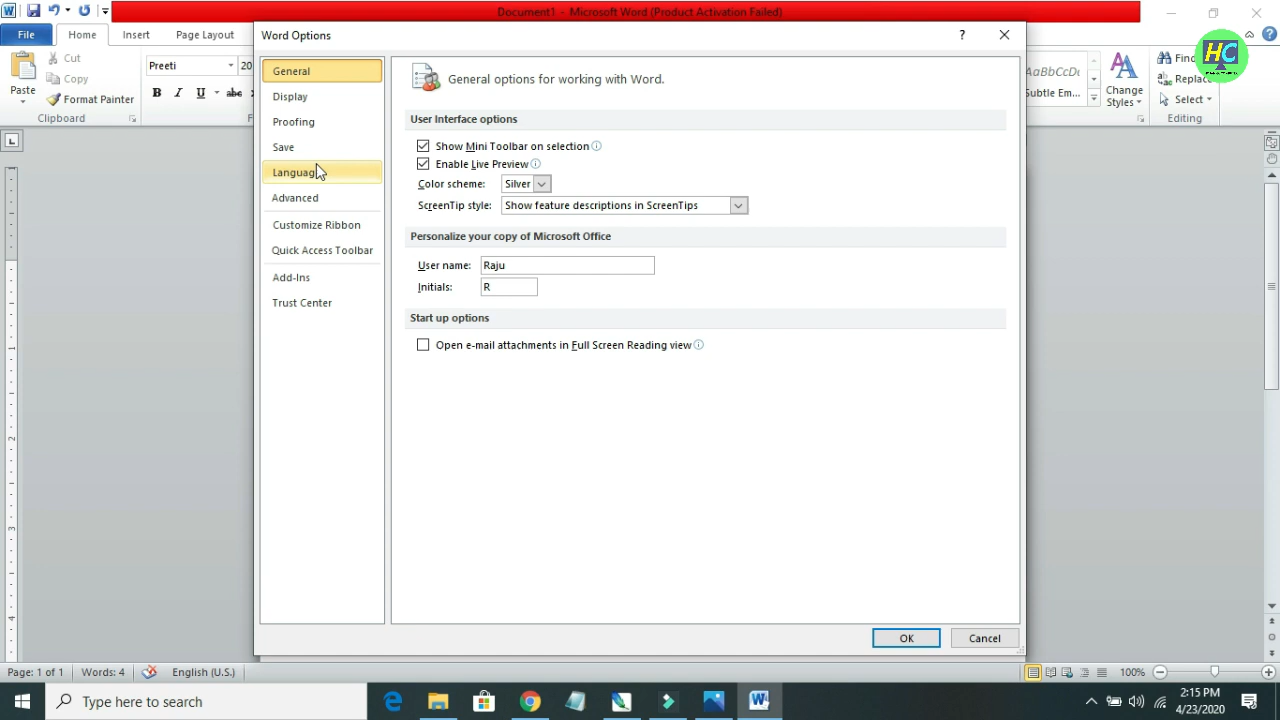 Document1 - Microsoft Word (Product Activation Failed)
File Home Insert Page Layout
Word Options
Cut
Copy
Format Painter
Paste
Clipboard
Preeti 20
B I U abc
General
Display
Proofing
Save
Language
Advanced
Customize Ribbon
Quick Access Toolbar
Add-Ins
Trust Center
General options for working with Word.
User Interface options
Show Mini Toolbar on selection
Enable Live Preview
Color scheme: Silver
ScreenTip style: Show feature descriptions in ScreenTips
Personalize your copy of Microsoft Office
User name: Raju
Initials: R
Start up options
Open e-mail attachments in Full Screen Reading view
OK Cancel
AaBbCcDc
Subtle Em...
Change
Styles
Replace
Select
Editing
HC
Page: 1 of 1 Words: 4 English (U.S.) 100%
Type here to search
2:15 PM
4/23/2020